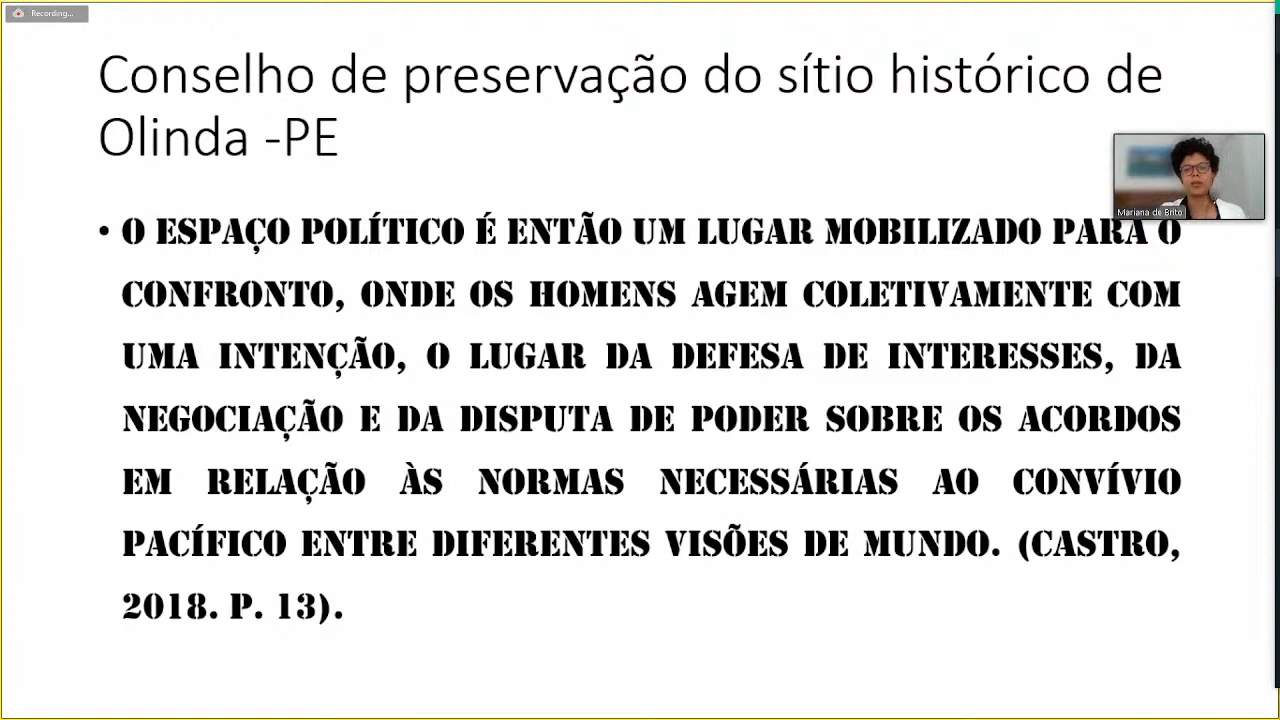 Recording...
Conselho de preservação do sítio histórico de
Olinda -PE
Mariana de Brito
• O ESPAÇO POLÍTICO É ENTÃO UM LUGAR MOBILIZADO PARA O
CONFRONTO, ONDE OS HOMENS AGEM COLETIVAMENTE COM
UMA INTENÇÃO, O LUGAR DA DEFESA DE INTERESSES, DA
NEGOCIAÇÃO E DA DISPUTA DE PODER SOBRE OS ACORDOS
EM RELAÇÃO ÀS NORMAS NECESSÁRIAS AO CONVÍVIO
PACÍFICO ENTRE DIFERENTES VISÕES DE MUNDO. (CASTRO,
2018. P. 13).